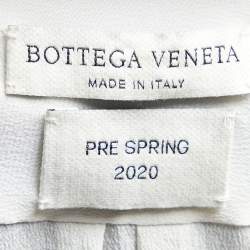 BOTTEGA VENETA
MADE IN ITALY
PRE SPRING
2020